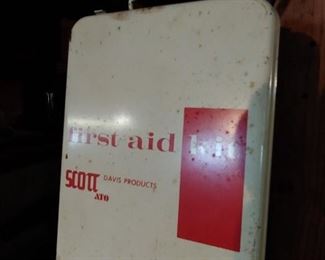 first aid kit
SCOTT DAVIS PRODUCTS
ATO